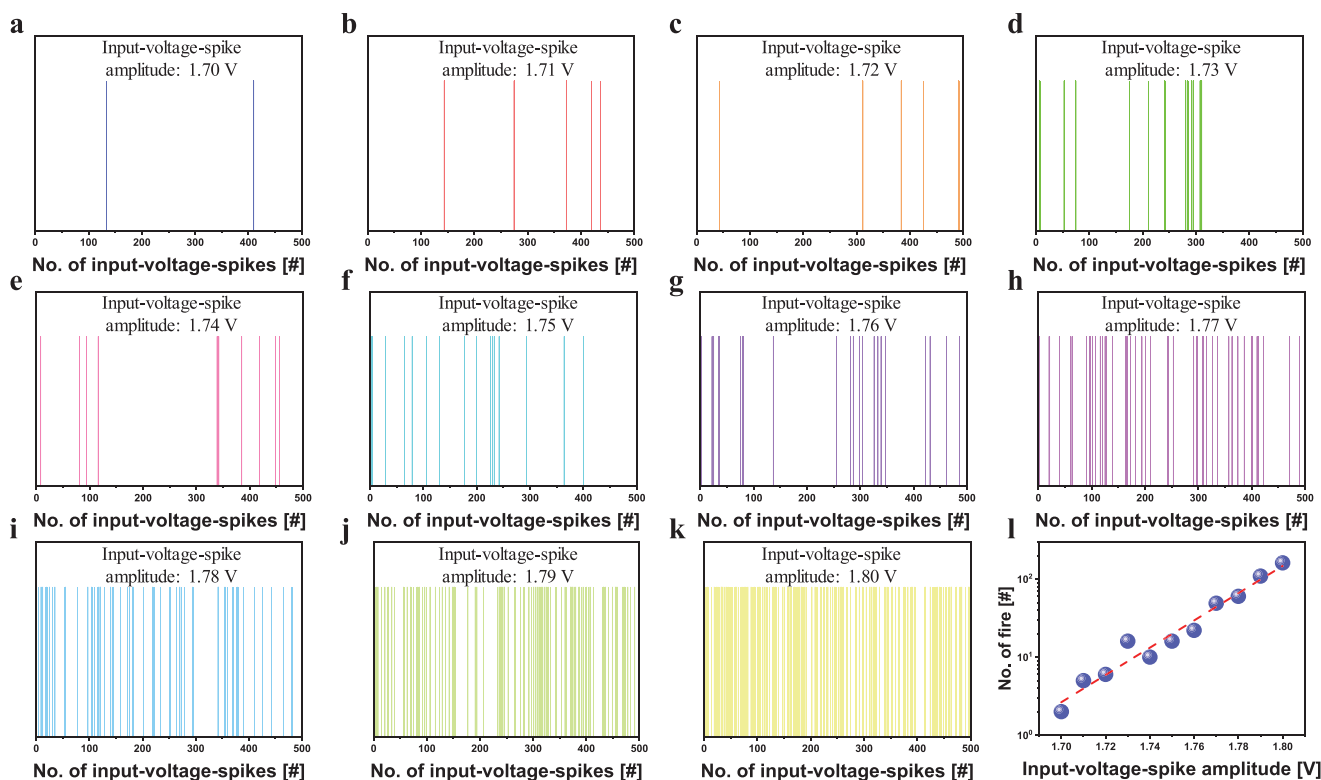 a
Input-voltage-spike
amplitude: 1.70 V
0 100 200 300 400 500
No. of input-voltage-spikes [#]
b
Input-voltage-spike
amplitude: 1.71 V
0 100 200 300 400 500
No. of input-voltage-spikes [#]
c
Input-voltage-spike
amplitude: 1.72 V
0 100 200 300 400 500
No. of input-voltage-spikes [#]
d
Input-voltage-spike
amplitude: 1.73 V
0 100 200 300 400 500
No. of input-voltage-spikes [#]
e
Input-voltage-spike
amplitude: 1.74 V
0 100 200 300 400 500
No. of input-voltage-spikes [#]
f
Input-voltage-spike
amplitude: 1.75 V
0 100 200 300 400 500
No. of input-voltage-spikes [#]
g
Input-voltage-spike
amplitude: 1.76 V
0 100 200 300 400 500
No. of input-voltage-spikes [#]
h
Input-voltage-spike
amplitude: 1.77 V
0 100 200 300 400 500
No. of input-voltage-spikes [#]
i
Input-voltage-spike
amplitude: 1.78 V
0 100 200 300 400 500
No. of input-voltage-spikes [#]
j
Input-voltage-spike
amplitude: 1.79 V
0 100 200 300 400 500
No. of input-voltage-spikes [#]
k
Input-voltage-spike
amplitude: 1.80 V
0 100 200 300 400 500
No. of input-voltage-spikes [#]
l
No. of fire [#]
10²
10¹
10⁰
1.70 1.72 1.74 1.76 1.78 1.80
Input-voltage-spike amplitude [V]